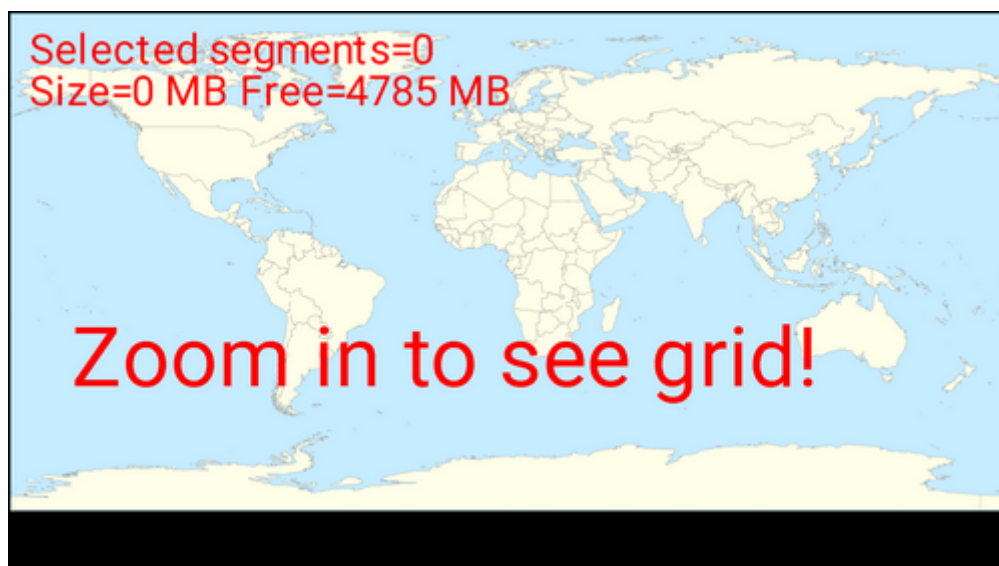 Selected segments=0
Size=0 MB Free=4785 MB
Zoom in to see grid!